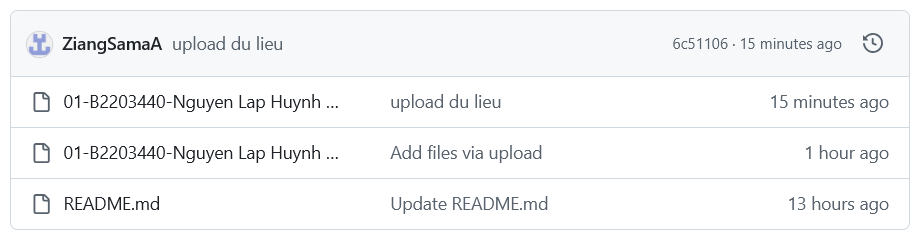 ZiangSamaA upload du lieu 6c51106 · 15 minutes ago
01-B2203440-Nguyen Lap Huynh ... upload du lieu 15 minutes ago
01-B2203440-Nguyen Lap Huynh ... Add files via upload 1 hour ago
README.md Update README.md 13 hours ago